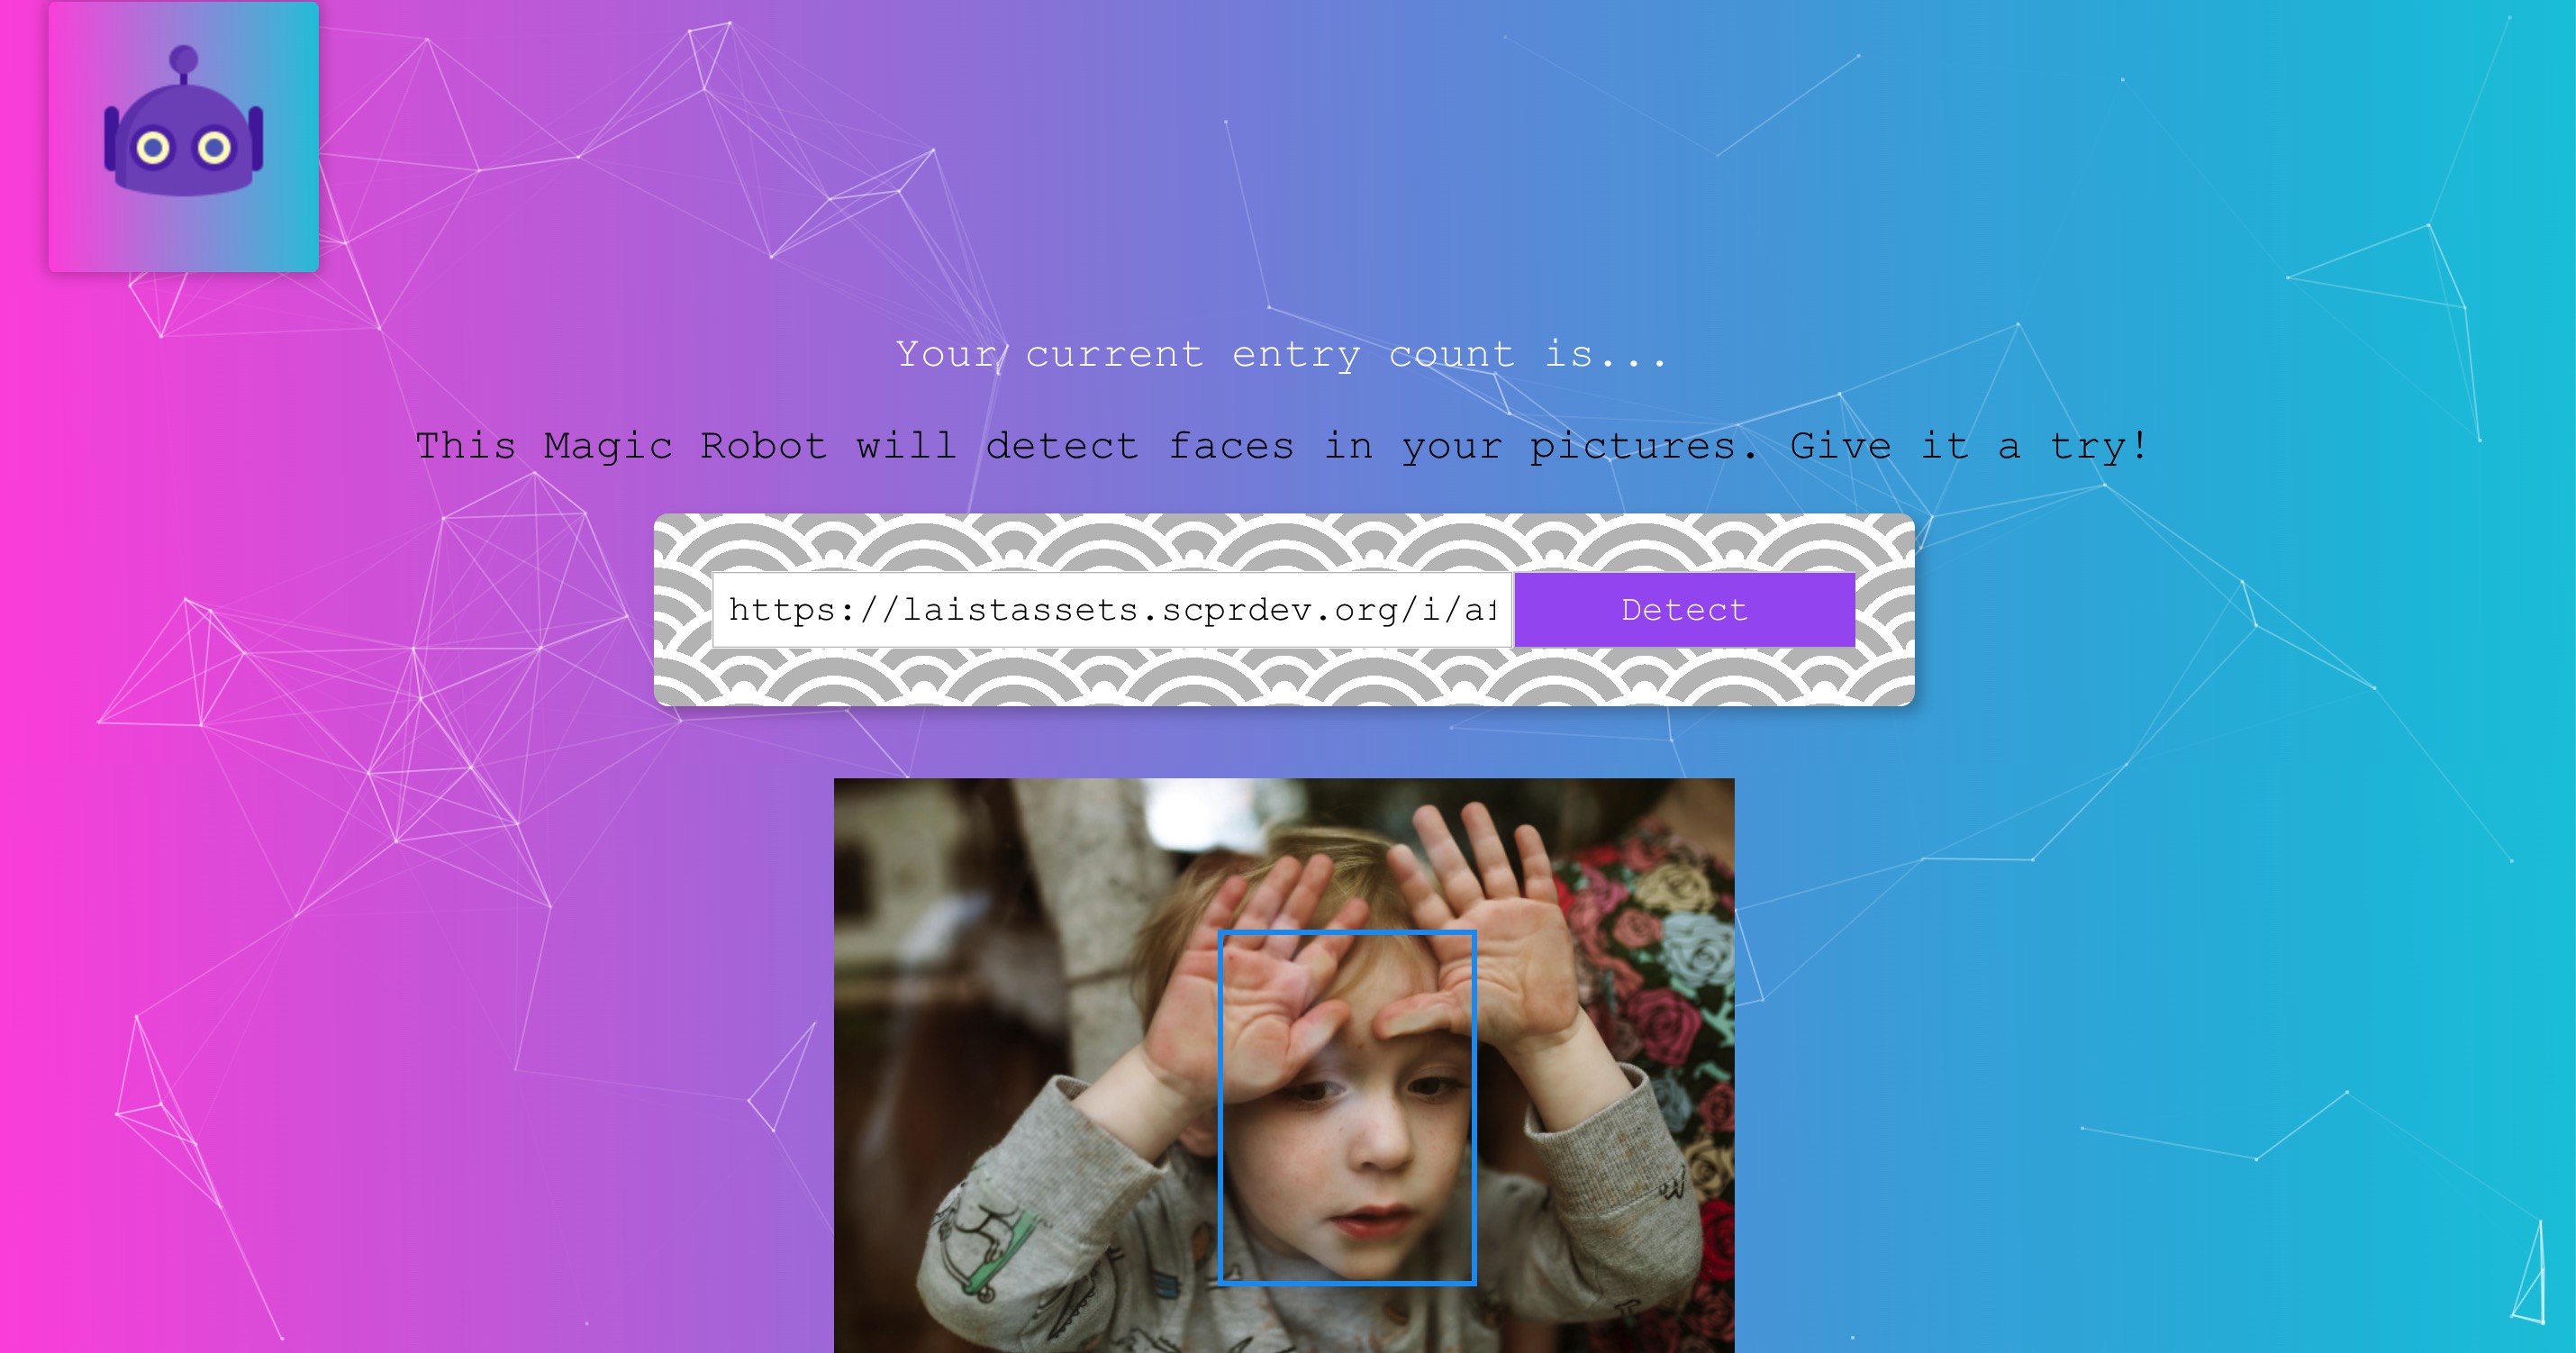 Your current entry count is...
This Magic Robot will detect faces in your pictures. Give it a try!
https://laistassets.scprdev.org/i/af
Detect